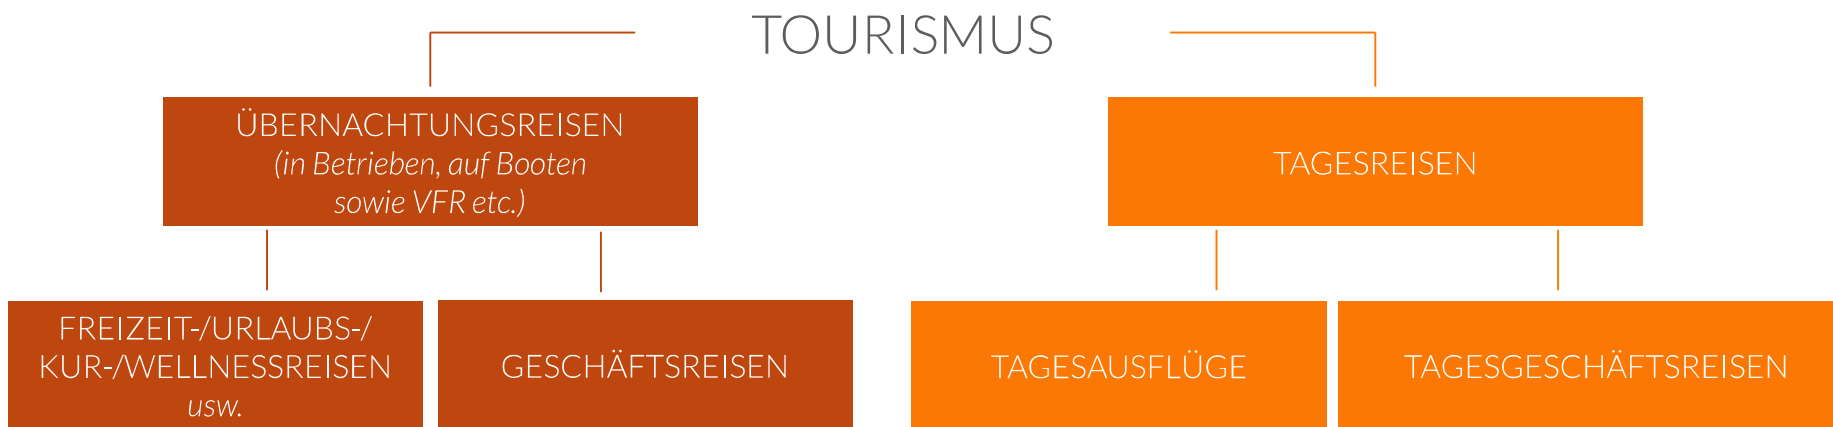 TOURISMUS
ÜBERNACHTUNGSREISEN
(in Betrieben, auf Booten
sowie VFR etc.)
TAGESREISEN
FREIZEIT-/URLAUBS-/
KUR-/WELLNESSREISEN
usw.
GESCHÄFTSREISEN
TAGESAUSFLÜGE
TAGESGESCHÄFTSREISEN